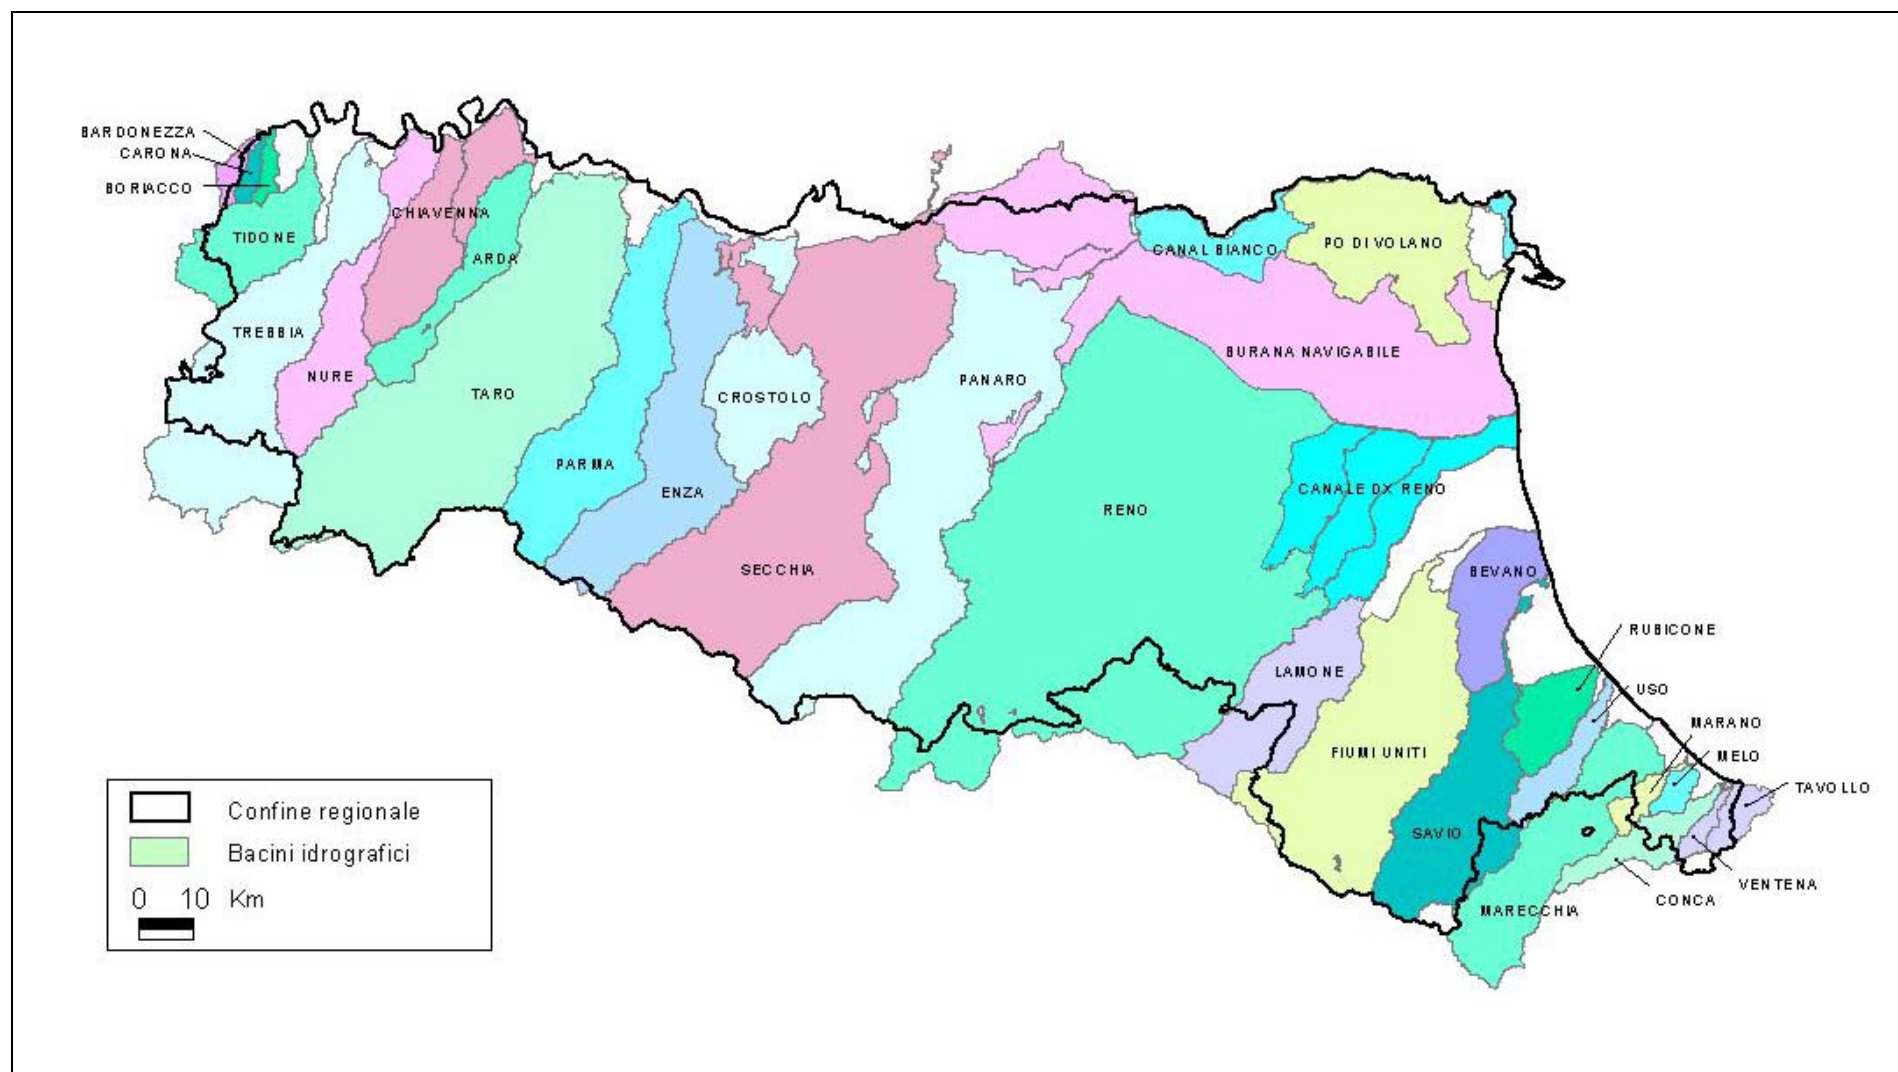 BARDONEZZA
CARONA
BORIACCO
TIDONE
CHIAVENNA
ARDA
TREBBIA
NURE
TARO
PARMA
ENZA
CROSTOLO
SECCHIA
PANARO
CANAL BIANCO
PO DI VOLANO
BURANA NAVIGABILE
RENO
CANALE DX RENO
BEVANO
LAMONE
FIUMI UNITI
SAVIO
RUBICONE
USO
MARANO
MELO
TAVOLLO
VENTENA
CONCA
MARECCHIA
Confine regionale
Bacini idrografici
0 10 Km